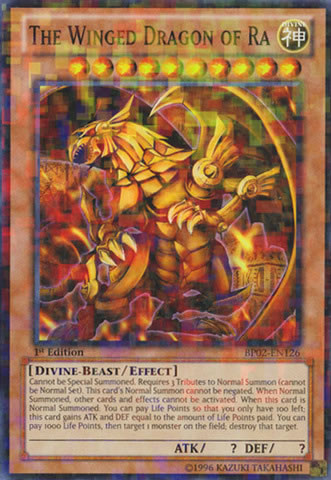 THE WINGED DRAGON OF RA
神
1st Edition
BP02-EN126
[DIVINE-BEAST/EFFECT]
Cannot be Special Summoned. Requires 3 Tributes to Normal Summon (cannot
be Normal Set). This card's Normal Summon cannot be negated. When Normal
Summoned, other cards and effects cannot be activated. When this card is
Normal Summoned: You can pay Life Points so that you only have 100 left;
this card gains ATK and DEF equal to the amount of Life Points paid. You can
pay 1000 Life Points, then target 1 monster on the field; destroy that target.
ATK/ ? DEF/ ?
©1996 KAZUKI TAKAHASHI